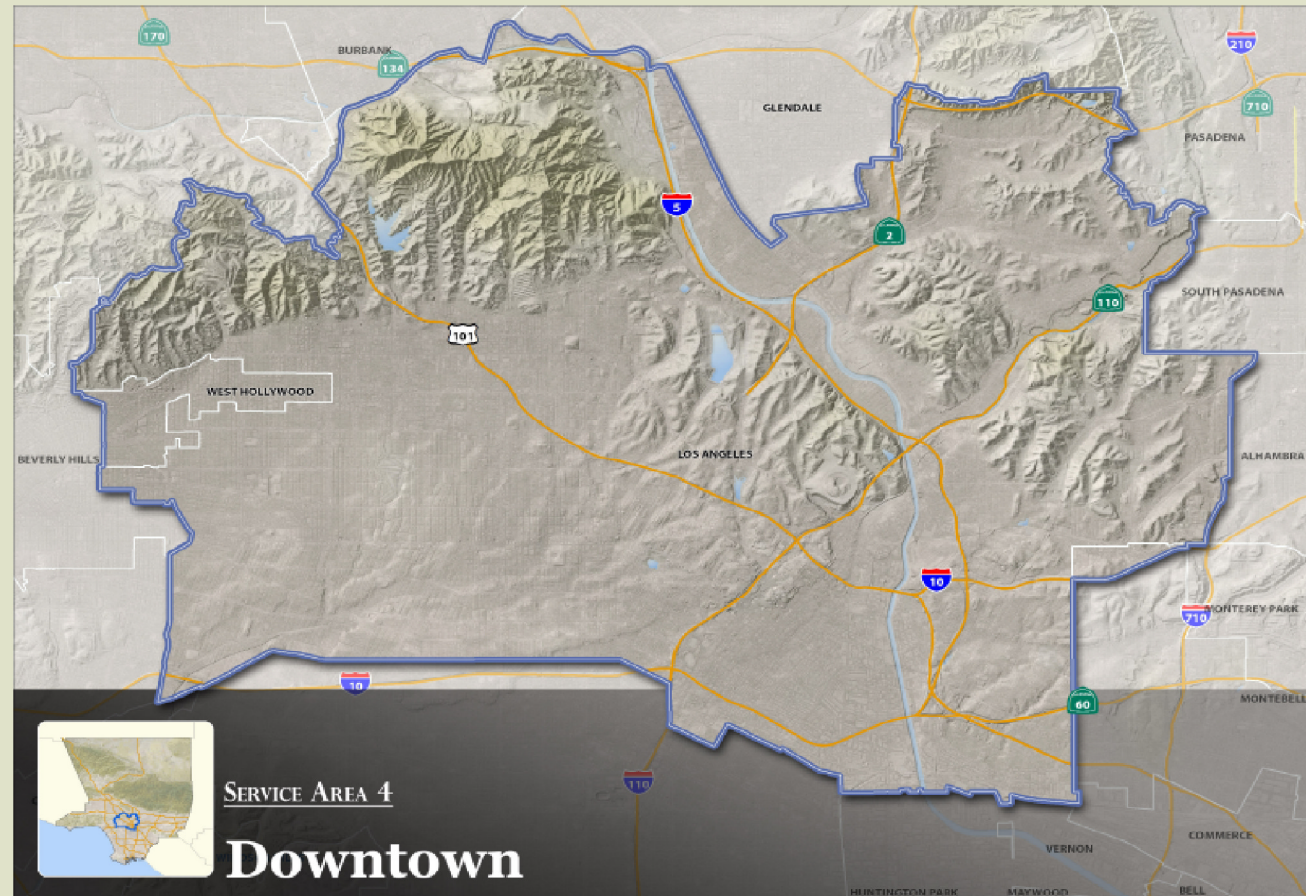 170
BURBANK
134
210
GLENDALE
710
PASADENA
5
2
SOUTH PASADENA
110
101
WEST HOLLYWOOD
BEVERLY HILLS
LOS ANGELES
ALHAMBRA
10
MONTEREY PARK
710
10
60
MONTEBELL
110
SERVICE AREA 4
Downtown
COMMERCE
VERNON
HUNTINGTON PARK
MAYWOOD
BELL